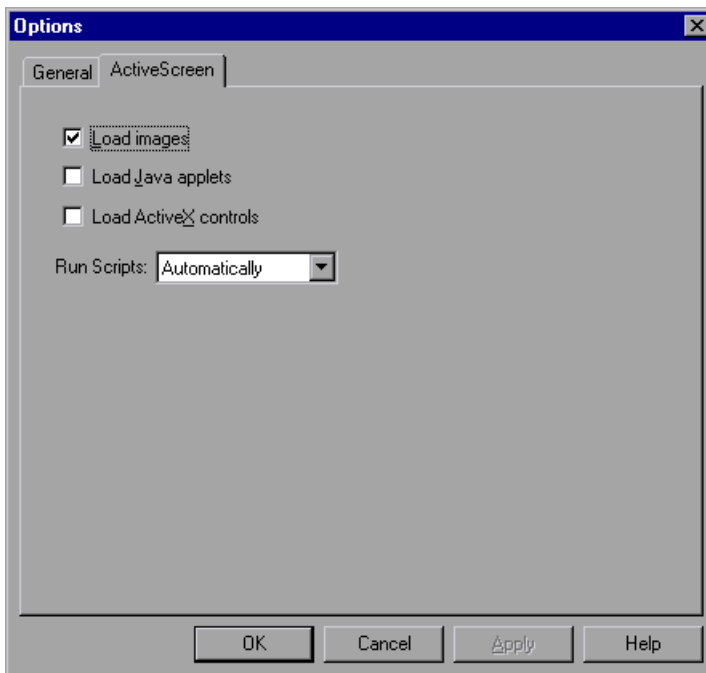 Options
General ActiveScreen
Load images
Load Java applets
Load ActiveX controls
Run Scripts: Automatically
OK Cancel Apply Help